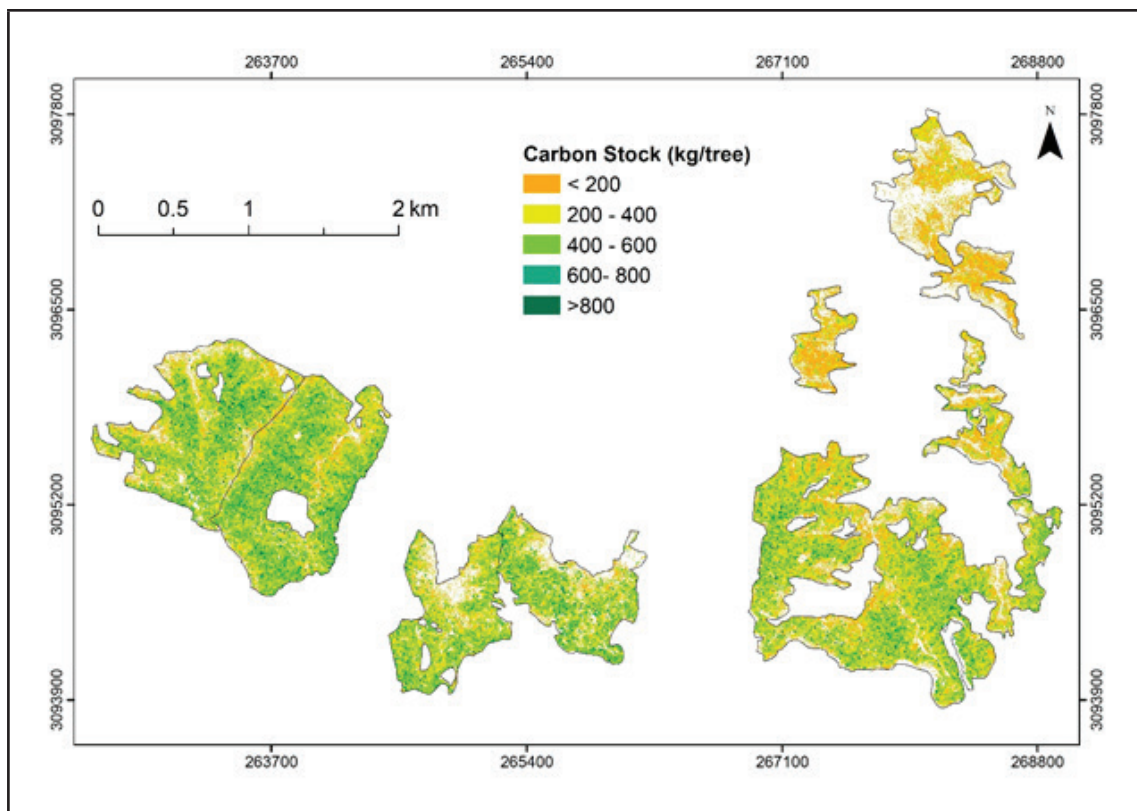 263700 265400 267100 268800
3097800 3097800
N
Carbon Stock (kg/tree)
< 200
200 - 400
0 0.5 1 2 km
400 - 600
600- 800
>800
3096500 3096500
3095200 3095200
3093900 3093900
263700 265400 267100 268800